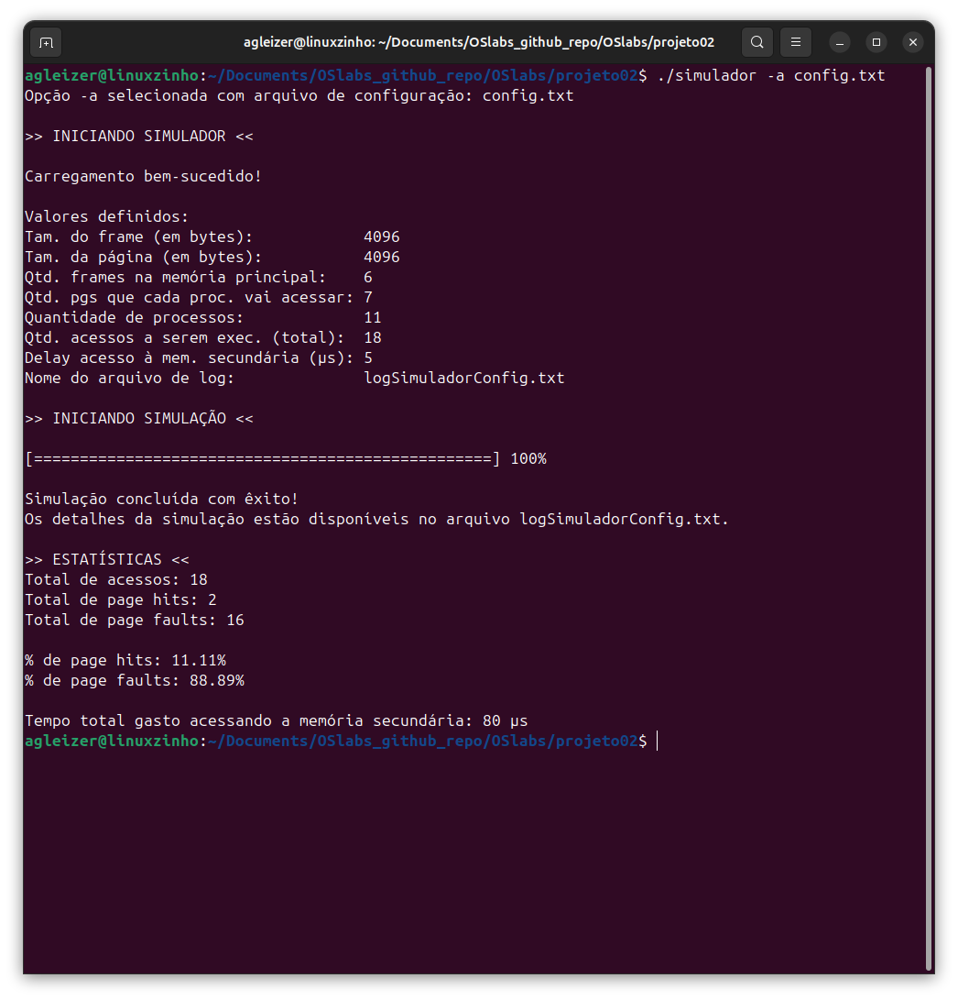 agleizer@linuxzinho: ~/Documents/OSlabs_github_repo/OSlabs/projeto02
agleizer@linuxzinho:~/Documents/OSlabs_github_repo/OSlabs/projeto02$ ./simulador -a config.txt
Opção -a selecionada com arquivo de configuração: config.txt
>> INICIANDO SIMULADOR <<
Carregamento bem-sucedido!
Valores definidos:
Tam. do frame (em bytes):            4096
Tam. da página (em bytes):           4096
Qtd. frames na memória principal:    6
Qtd. pgs que cada proc. vai acessar: 7
Quantidade de processos:             11
Qtd. acessos a serem exec. (total):  18
Delay acesso à mem. secundária (µs): 5
Nome do arquivo de log:              logSimuladorConfig.txt
>> INICIANDO SIMULAÇÃO <<
[==================================================] 100%
Simulação concluída com êxito!
Os detalhes da simulação estão disponíveis no arquivo logSimuladorConfig.txt.
>> ESTATÍSTICAS <<
Total de acessos: 18
Total de page hits: 2
Total de page faults: 16
% de page hits: 11.11%
% de page faults: 88.89%
Tempo total gasto acessando a memória secundária: 80 µs
agleizer@linuxzinho:~/Documents/OSlabs_github_repo/OSlabs/projeto02$